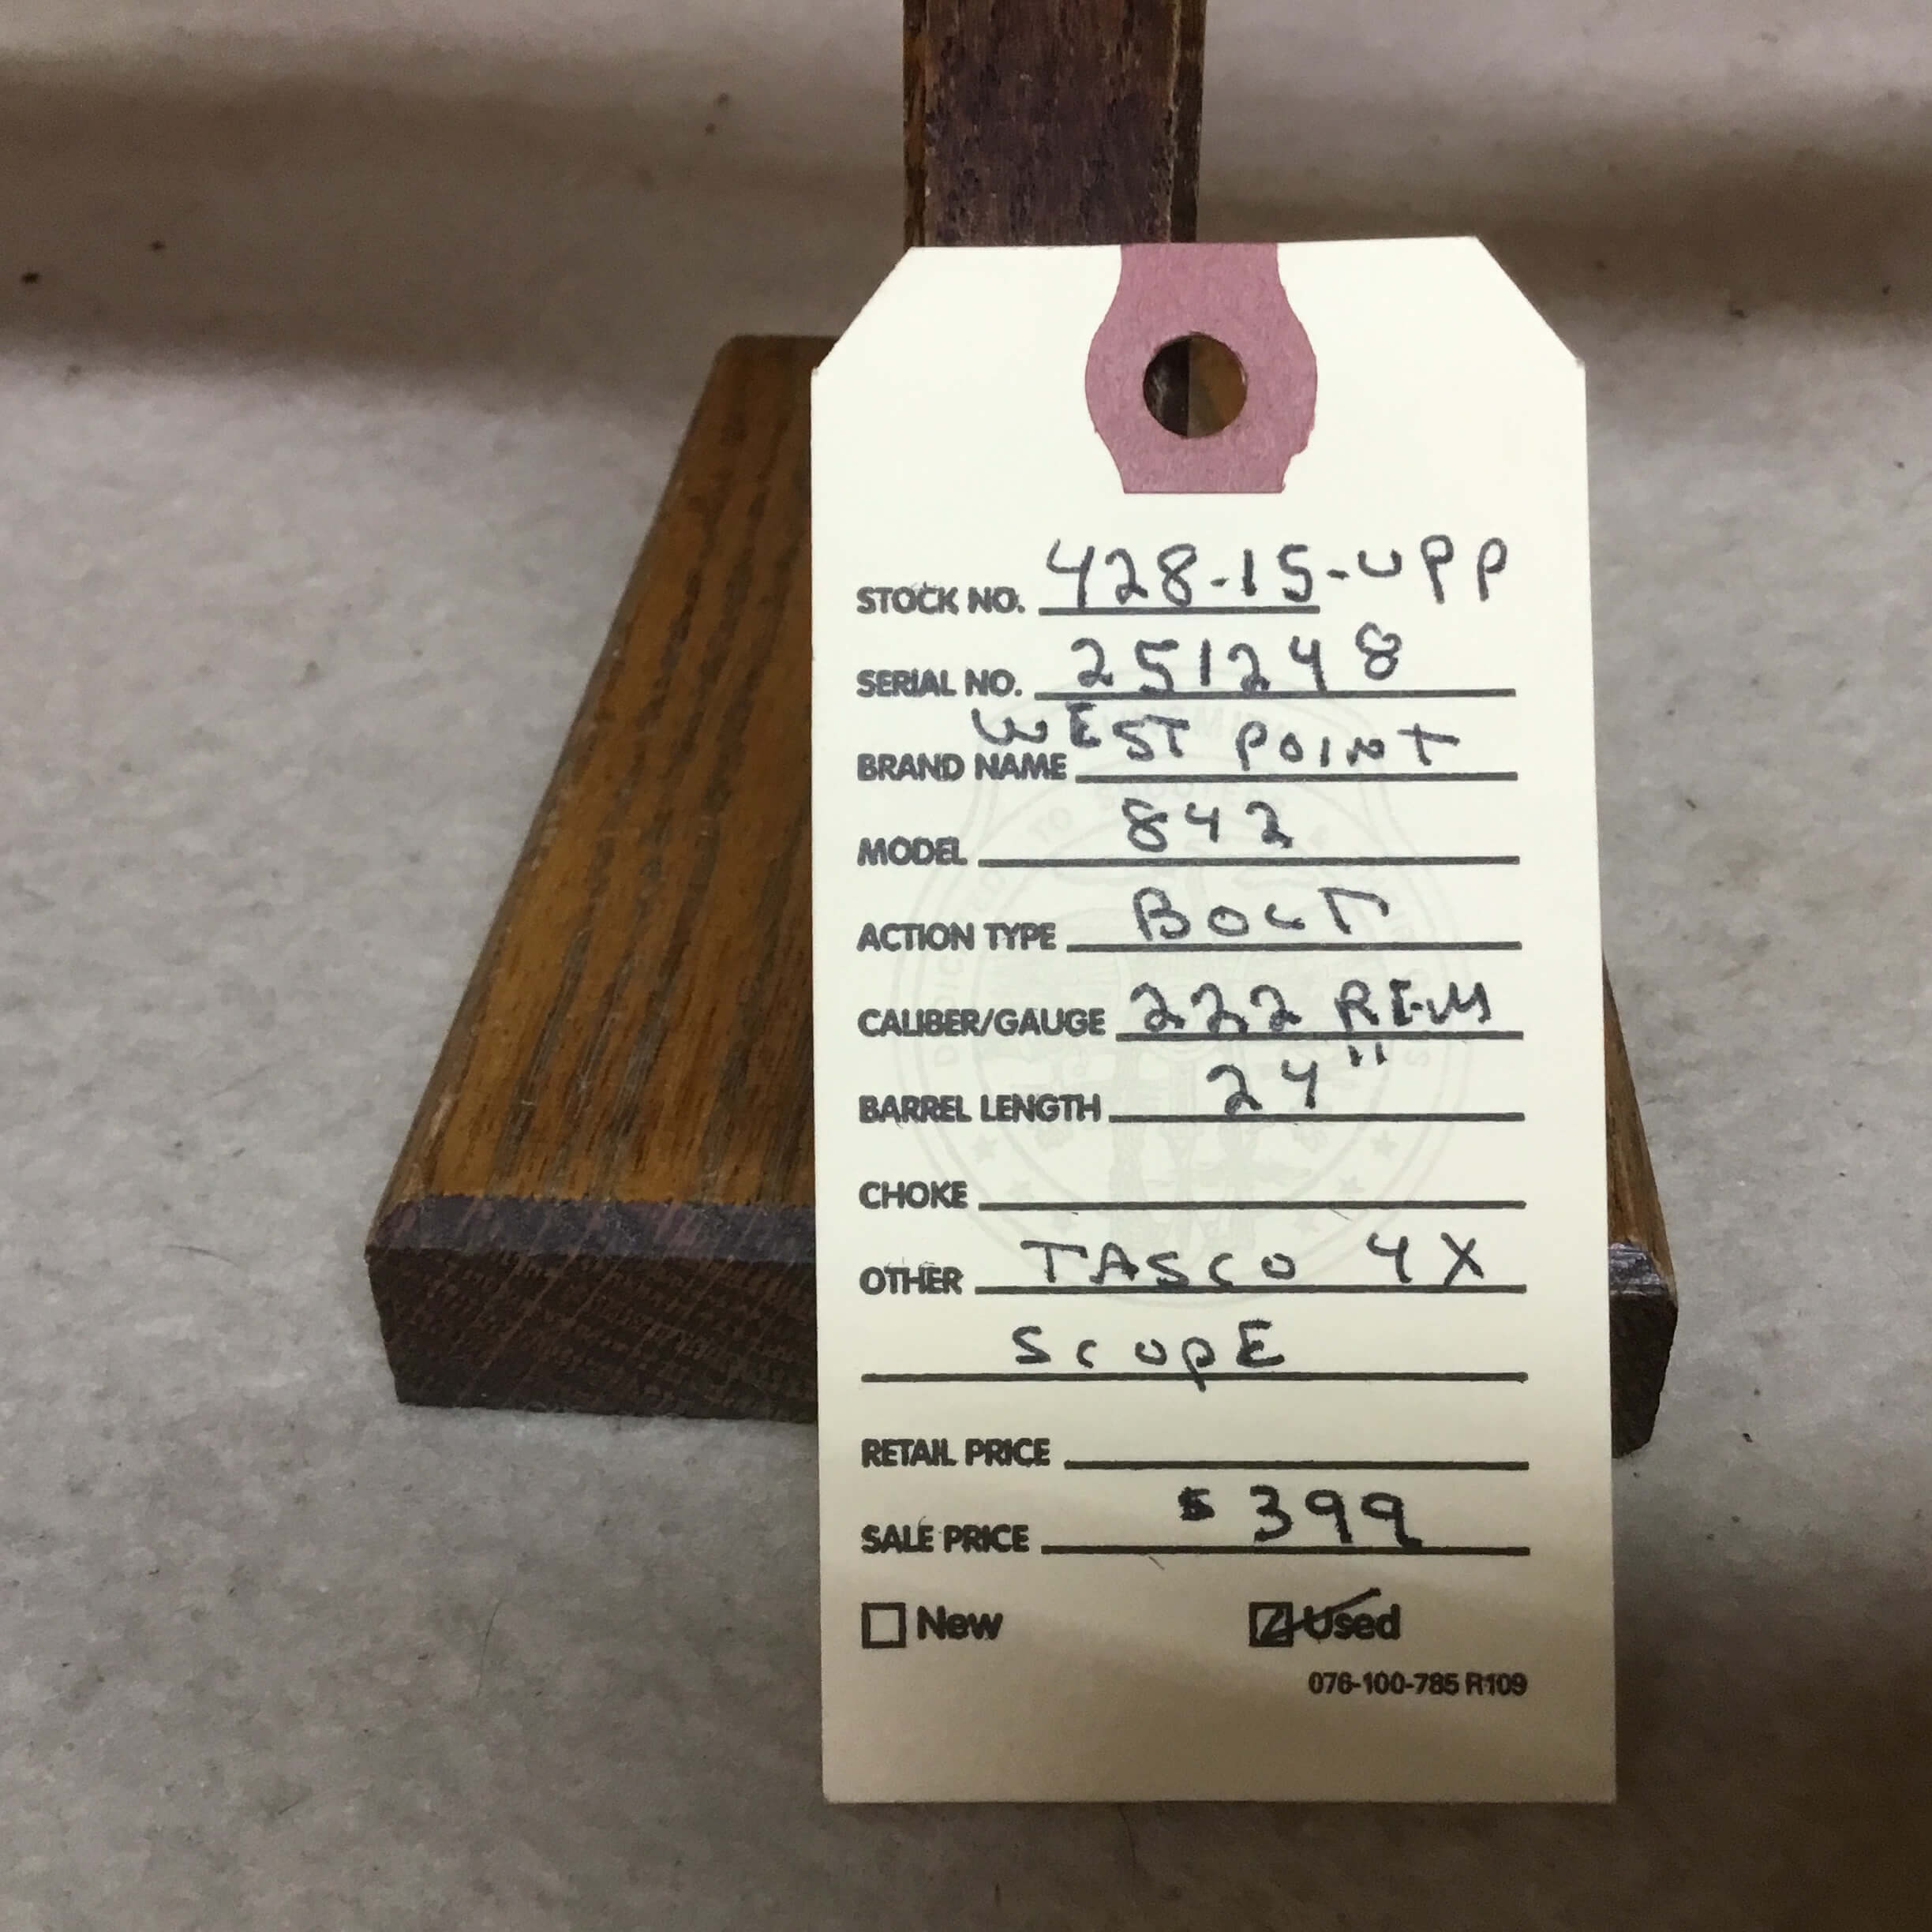 STOCK NO. 428-15-UPP
SERIAL NO. 251248
BRAND NAME WEST POINT
MODEL 842
ACTION TYPE BOLT
CALIBER/GAUGE 222 REM
BARREL LENGTH 24"
CHOKE
OTHER TASCO 4X
SCOPE
RETAIL PRICE
SALE PRICE $399
New Used
076-100-785 R109